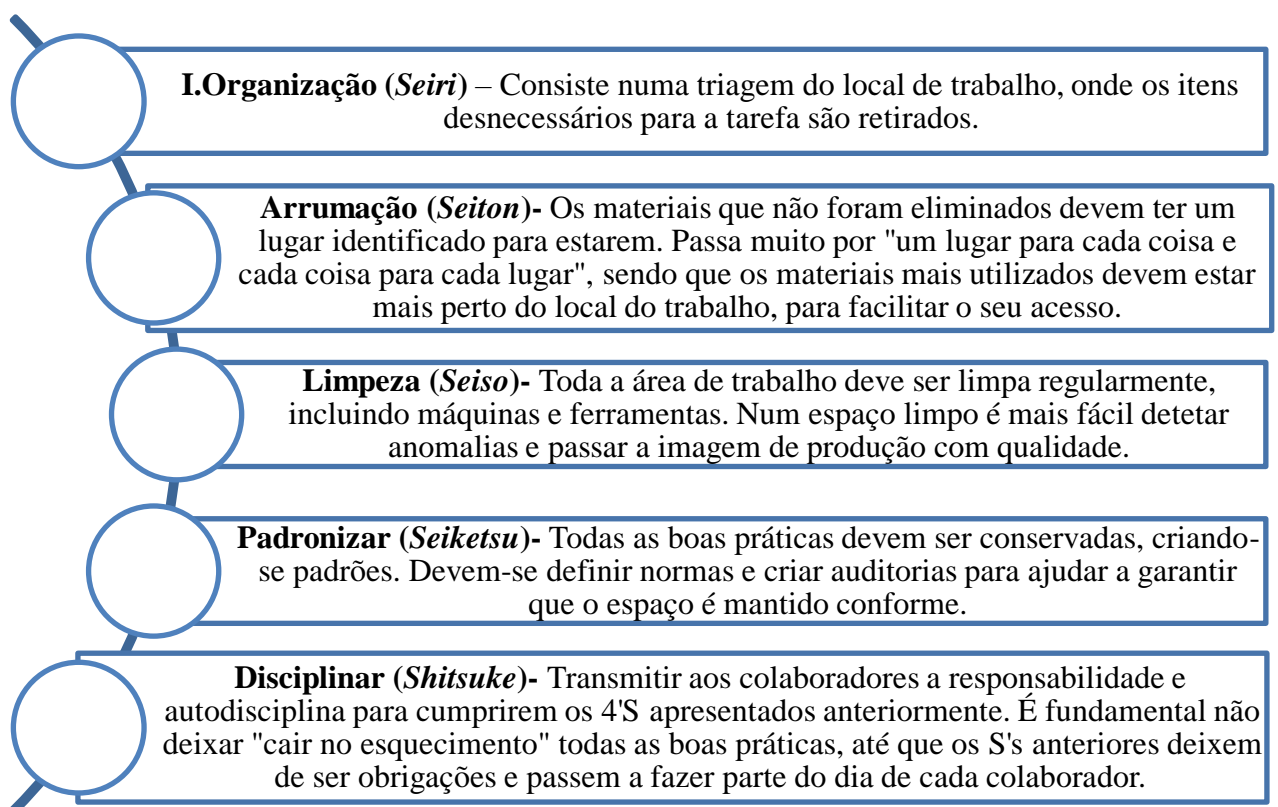 I.Organização (Seiri) – Consiste numa triagem do local de trabalho, onde os itens
desnecessários para a tarefa são retirados.
Arrumação (Seiton)- Os materiais que não foram eliminados devem ter um
lugar identificado para estarem. Passa muito por "um lugar para cada coisa e
cada coisa para cada lugar", sendo que os materiais mais utilizados devem estar
mais perto do local do trabalho, para facilitar o seu acesso.
Limpeza (Seiso)- Toda a área de trabalho deve ser limpa regularmente,
incluindo máquinas e ferramentas. Num espaço limpo é mais fácil detetar
anomalias e passar a imagem de produção com qualidade.
Padronizar (Seiketsu)- Todas as boas práticas devem ser conservadas, criando-
se padrões. Devem-se definir normas e criar auditorias para ajudar a garantir
que o espaço é mantido conforme.
Disciplinar (Shitsuke)- Transmitir aos colaboradores a responsabilidade e
autodisciplina para cumprirem os 4'S apresentados anteriormente. É fundamental não
deixar "cair no esquecimento" todas as boas práticas, até que os S's anteriores deixem
de ser obrigações e passem a fazer parte do dia de cada colaborador.